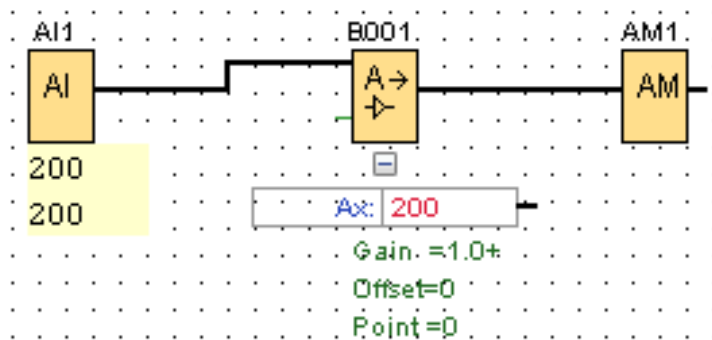 AI1
B001
AM1
AI
A→
AM
200
200
Ax: 200
Gain =1.0+
Offset=0
Point =0